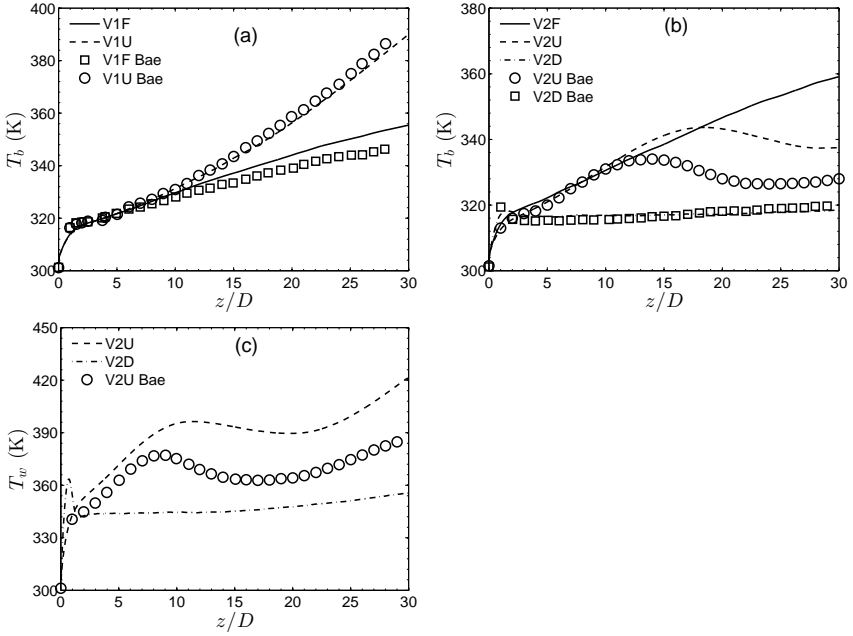 (a)
V1F
V1U
V1F Bae
V1U Bae
400
380
360
340
320
300
T_b (K)
0 5 10 15 20 25 30
z/D
(b)
V2F
V2U
V2D
V2U Bae
V2D Bae
380
360
340
320
300
T_b (K)
0 5 10 15 20 25 30
z/D
(c)
V2U
V2D
V2U Bae
450
420
390
360
330
300
T_w (K)
0 5 10 15 20 25 30
z/D